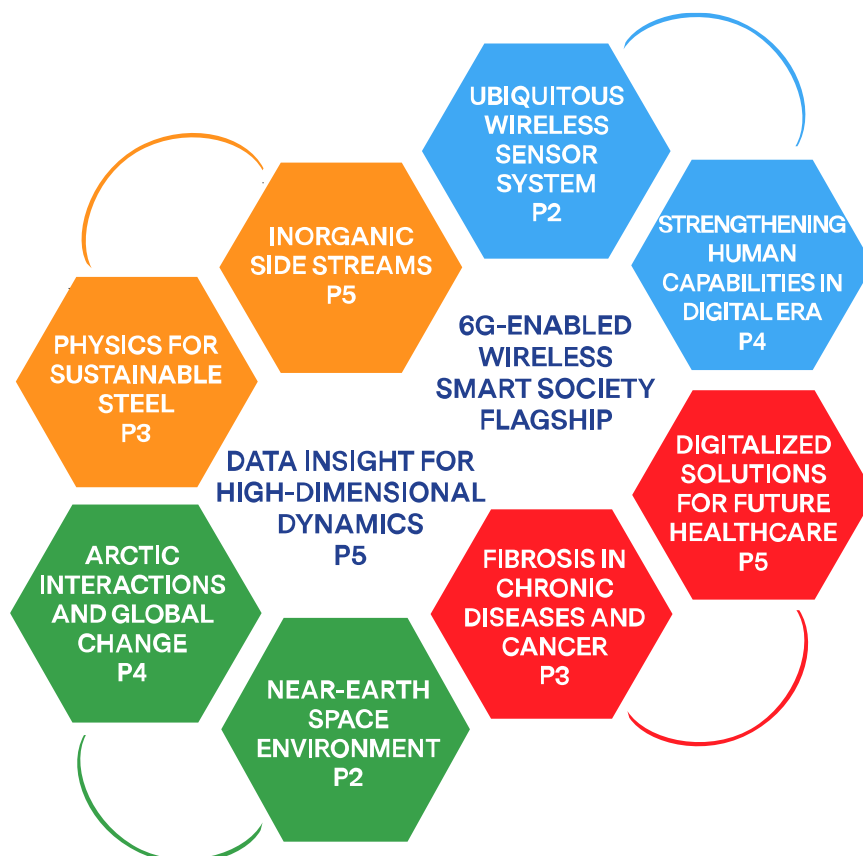 UBIQUITOUS
WIRELESS
SENSOR
SYSTEM
P2
STRENGTHENING
HUMAN
CAPABILITIES IN
DIGITAL ERA
P4
INORGANIC
SIDE STREAMS
P5
PHYSICS FOR
SUSTAINABLE
STEEL
P3
6G-ENABLED
WIRELESS
SMART SOCIETY
FLAGSHIP
DATA INSIGHT FOR
HIGH-DIMENSIONAL
DYNAMICS
P5
DIGITALIZED
SOLUTIONS
FOR FUTURE
HEALTHCARE
P5
FIBROSIS IN
CHRONIC
DISEASES AND
CANCER
P3
ARCTIC
INTERACTIONS
AND GLOBAL
CHANGE
P4
NEAR-EARTH
SPACE
ENVIRONMENT
P2